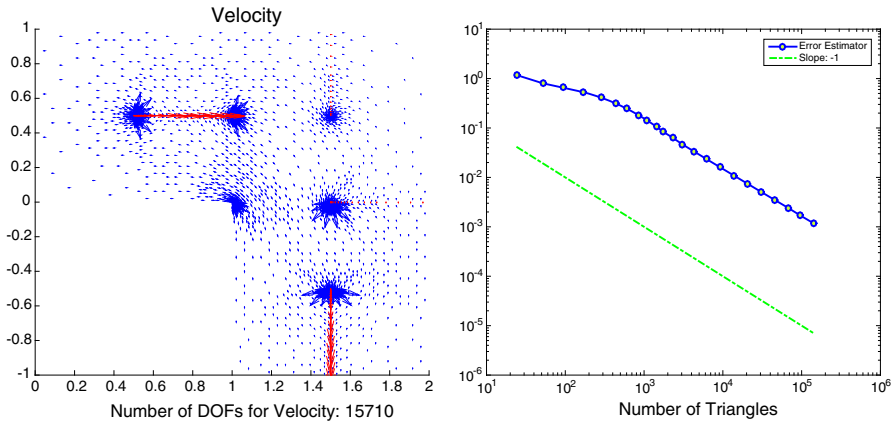 Velocity
1
0.8
0.6
0.4
0.2
0
-0.2
-0.4
-0.6
-0.8
-1
0 0.2 0.4 0.6 0.8 1 1.2 1.4 1.6 1.8 2
Number of DOFs for Velocity: 15710
10^1
10^0
10^-1
10^-2
10^-3
10^-4
10^-5
10^-6
Error Estimator
Slope: -1
10^1 10^2 10^3 10^4 10^5 10^6
Number of Triangles